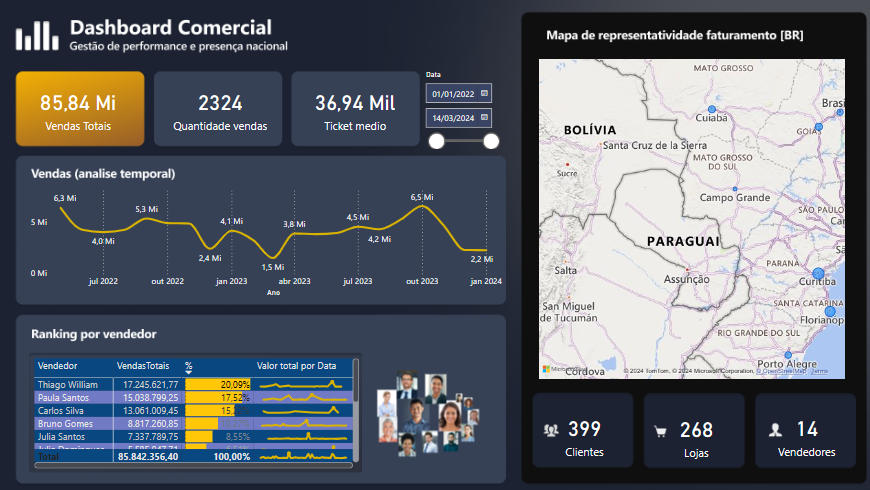 Dashboard Comercial
Gestão de performance e presença nacional
85,84 Mi
Vendas Totais
2324
Quantidade vendas
36,94 Mil
Ticket medio
Data
01/01/2022
14/03/2024
Vendas (analise temporal)
5 Mi
0 Mi
6,3 Mi
4,0 Mi
5,3 Mi
2,4 Mi
4,1 Mi
1,5 Mi
3,8 Mi
4,5 Mi
4,2 Mi
6,5 Mi
2,2 Mi
jul 2022
out 2022
jan 2023
abr 2023
jul 2023
out 2023
jan 2024
Ano
Ranking por vendedor
Vendedor VendasTotais % Valor total por Data
Thiago William 17.245.621,77 20,09%
Paula Santos 15.038.799,25 17,52%
Carlos Silva 13.061.009,45 15,
Bruno Gomes 8.817.260,85
Julia Santos 7.337.789,75 8,55%
Total 85.842.356,40 100,00%
Mapa de representatividade faturamento [BR]
MATO GROSSO
Cuiabá
Brasí
GOIÁS
BOLÍVIA
Santa Cruz de la Sierra
Sucre
MATO GROSSO
DO SUL
Campo Grande
SÃO PAULO
Cam
PARAGUAI
PARANÁ
Salta
Assunção
Curitiba
San Miguel
de Tucumán
SANTA CATARINA
Florianop
RIO GRANDE DO SUL
Porto Alegre
Córdova
Microsoft
© 2024 TomTom, © 2024 Microsoft Corporation, © OpenStreetMap Terms
399
Clientes
268
Lojas
14
Vendedores